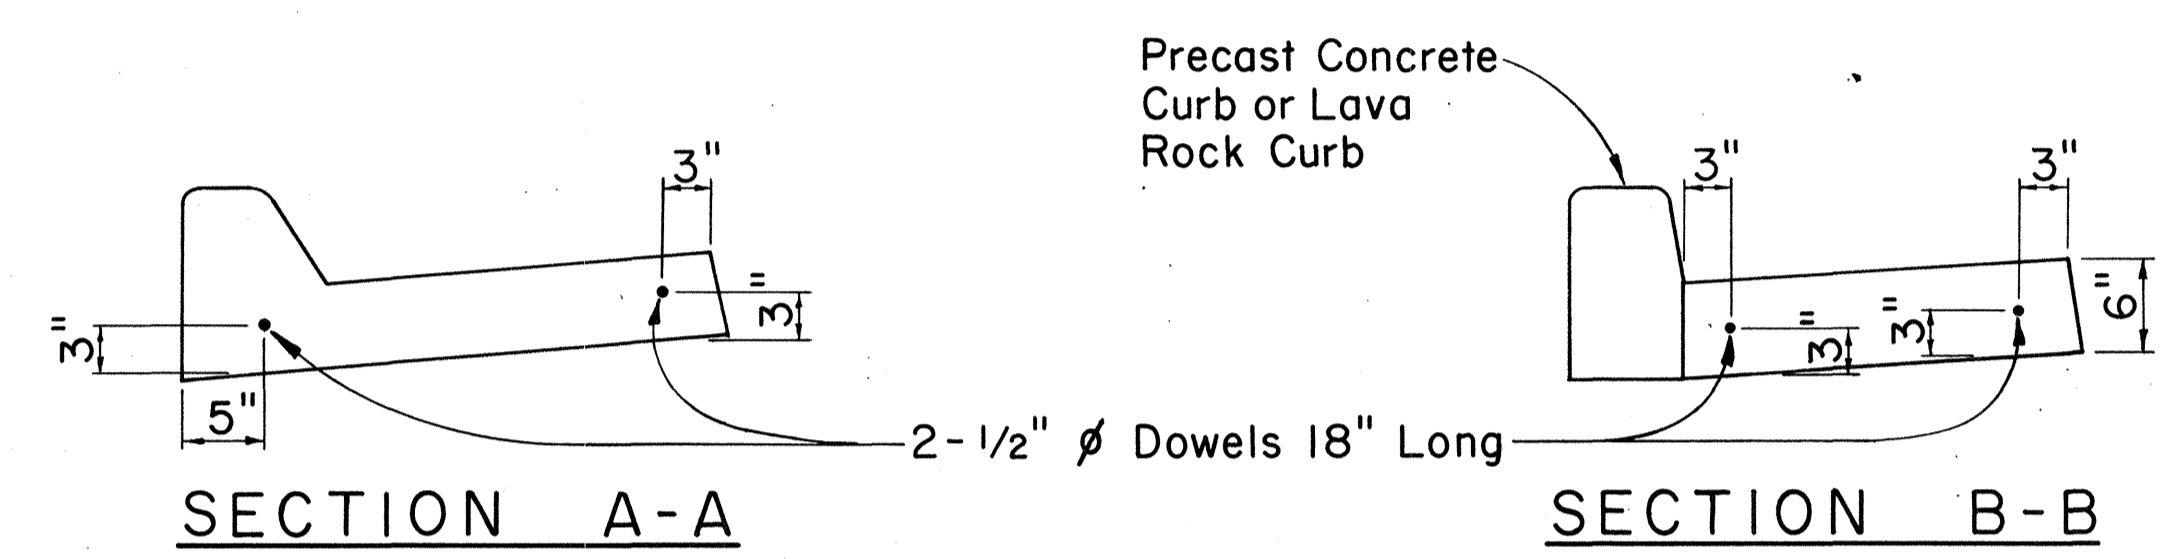 Precast Concrete
Curb or Lava
Rock Curb
3"
3"
3"
3"
3"
3"
3"
3"
6"
5"
2-1/2" ø Dowels 18" Long
SECTION A-A
SECTION B-B